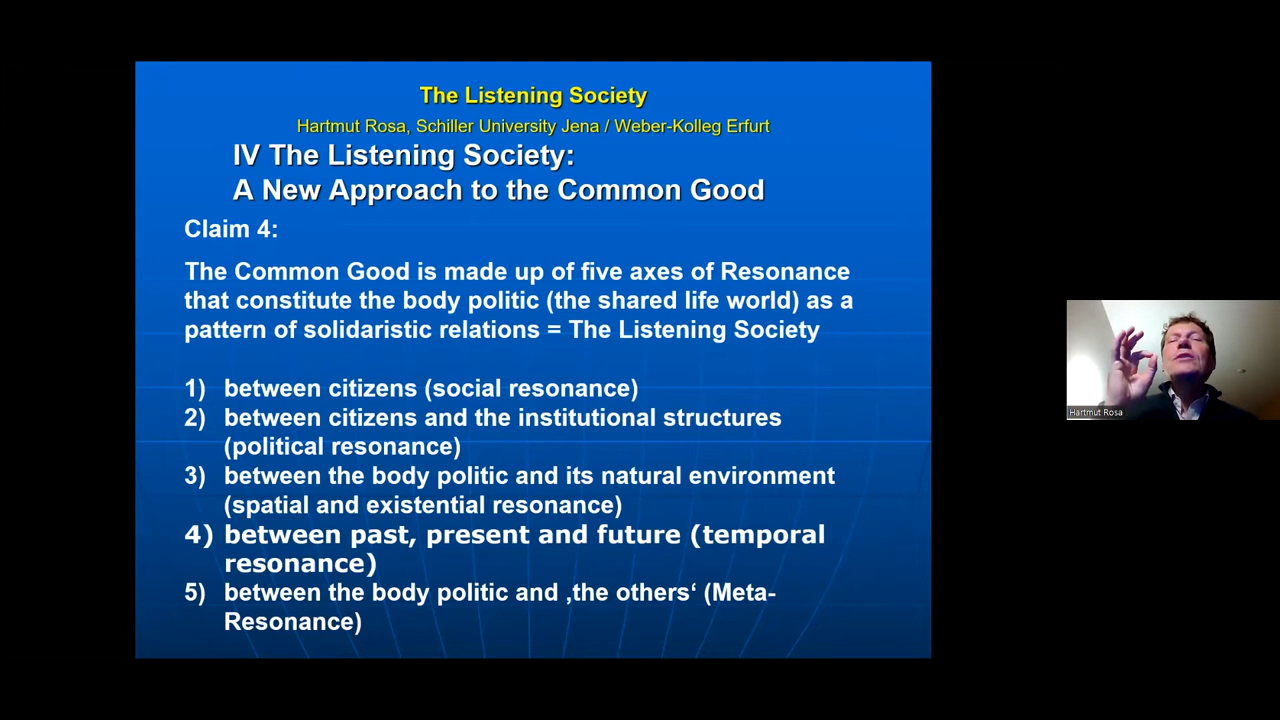 The Listening Society
Hartmut Rosa, Schiller University Jena / Weber-Kolleg Erfurt
IV The Listening Society:
A New Approach to the Common Good
Claim 4:
The Common Good is made up of five axes of Resonance
that constitute the body politic (the shared life world) as a
pattern of solidaristic relations = The Listening Society
1) between citizens (social resonance)
2) between citizens and the institutional structures
(political resonance)
3) between the body politic and its natural environment
(spatial and existential resonance)
4) between past, present and future (temporal
resonance)
5) between the body politic and ‚the others‘ (Meta-
Resonance)
Hartmut Rosa